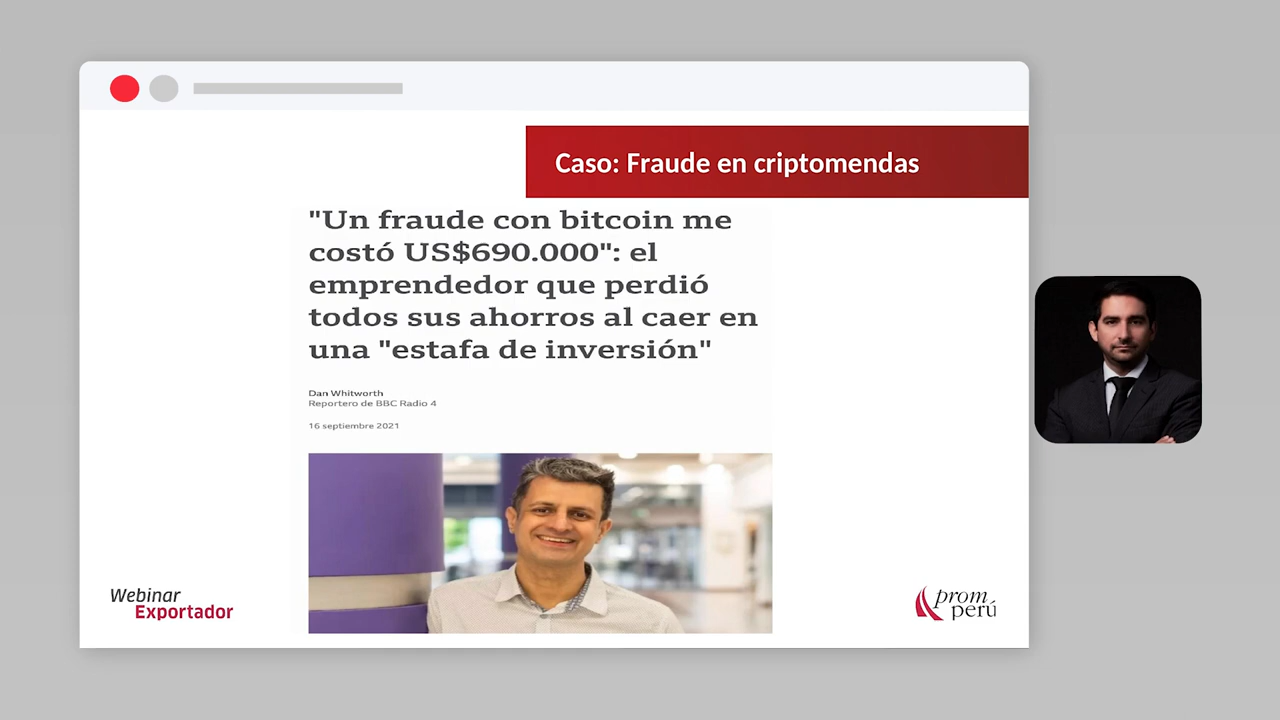 Caso: Fraude en criptomendas
"Un fraude con bitcoin me
costó US$690.000": el
emprendedor que perdió
todos sus ahorros al caer en
una "estafa de inversión"
Dan Whitworth
Reportero de BBC Radio 4
16 septiembre 2021
Webinar
Exportador
prom
perú